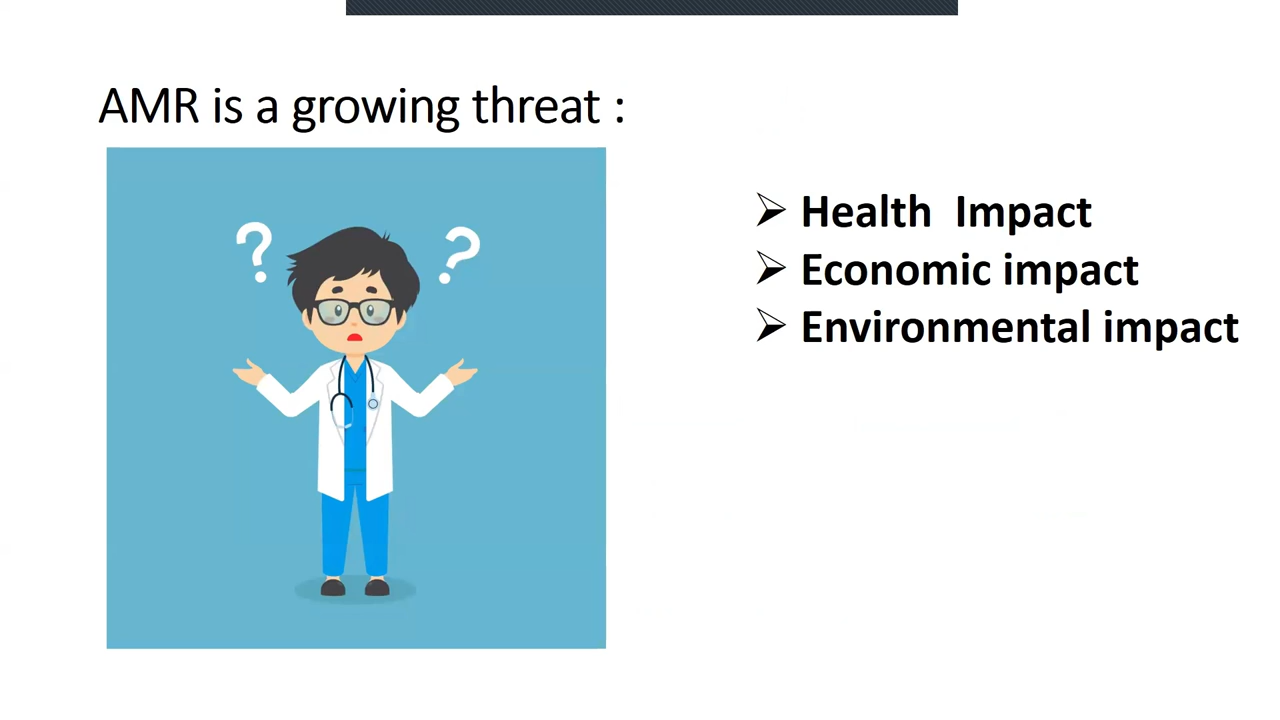 AMR is a growing threat :
? ?
➢ Health Impact
➢ Economic impact
➢ Environmental impact